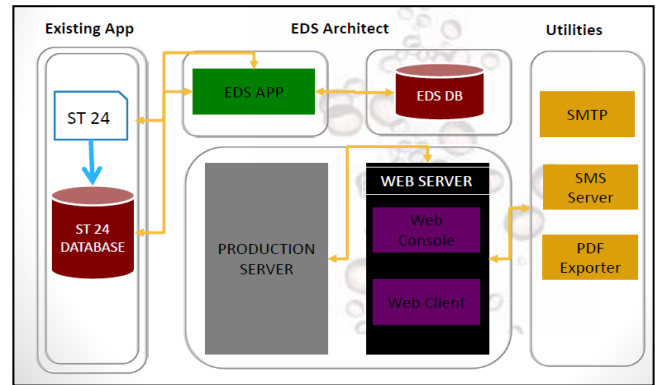 Existing App
EDS Architect
Utilities
ST 24
ST 24
DATABASE
EDS APP
EDS DB
PRODUCTION
SERVER
WEB SERVER
Web
Console
Web Client
SMTP
SMS
Server
PDF
Exporter